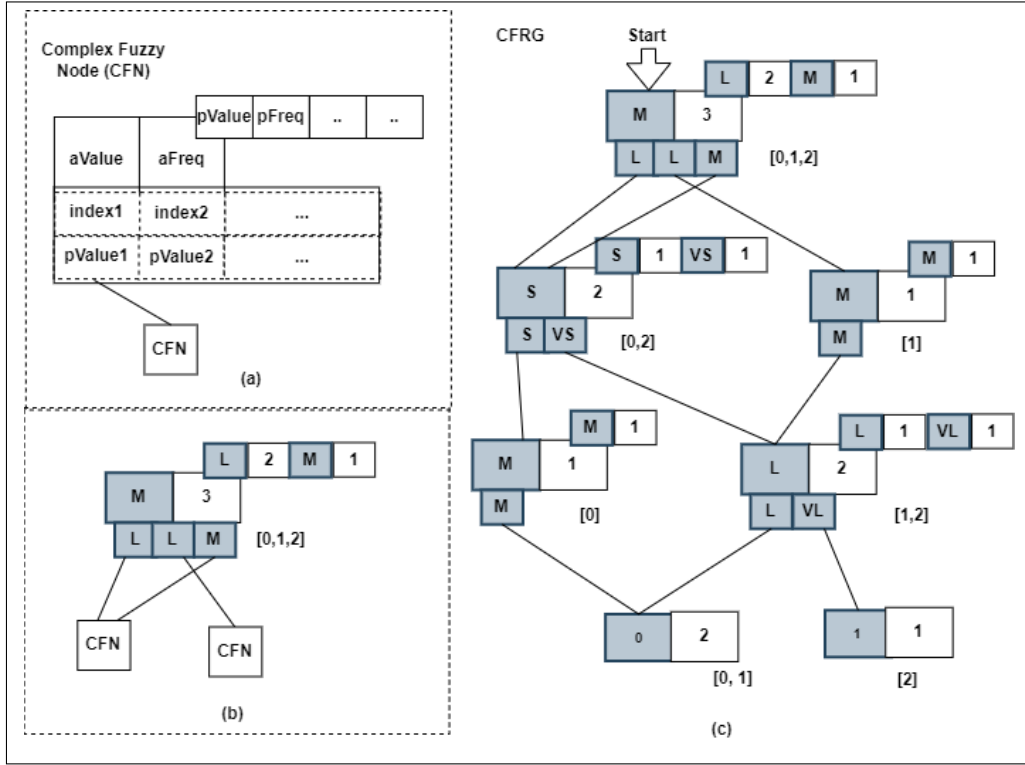 Complex Fuzzy
Node (CFN)
pValue pFreq .. ..
aValue aFreq
index1 index2 ...
pValue1 pValue2 ...
CFN
(a)
L 2 M 1
M 3
L L M [0,1,2]
CFN CFN
(b)
CFRG Start
L 2 M 1
M 3
L L M [0,1,2]
S 1 VS 1
S 2
S VS [0,2]
M 1
M 1
M [1]
M 1
M 1
M [0]
L 1 VL 1
L 2
L VL [1,2]
0 2
[0, 1]
1 1
[2]
(c)